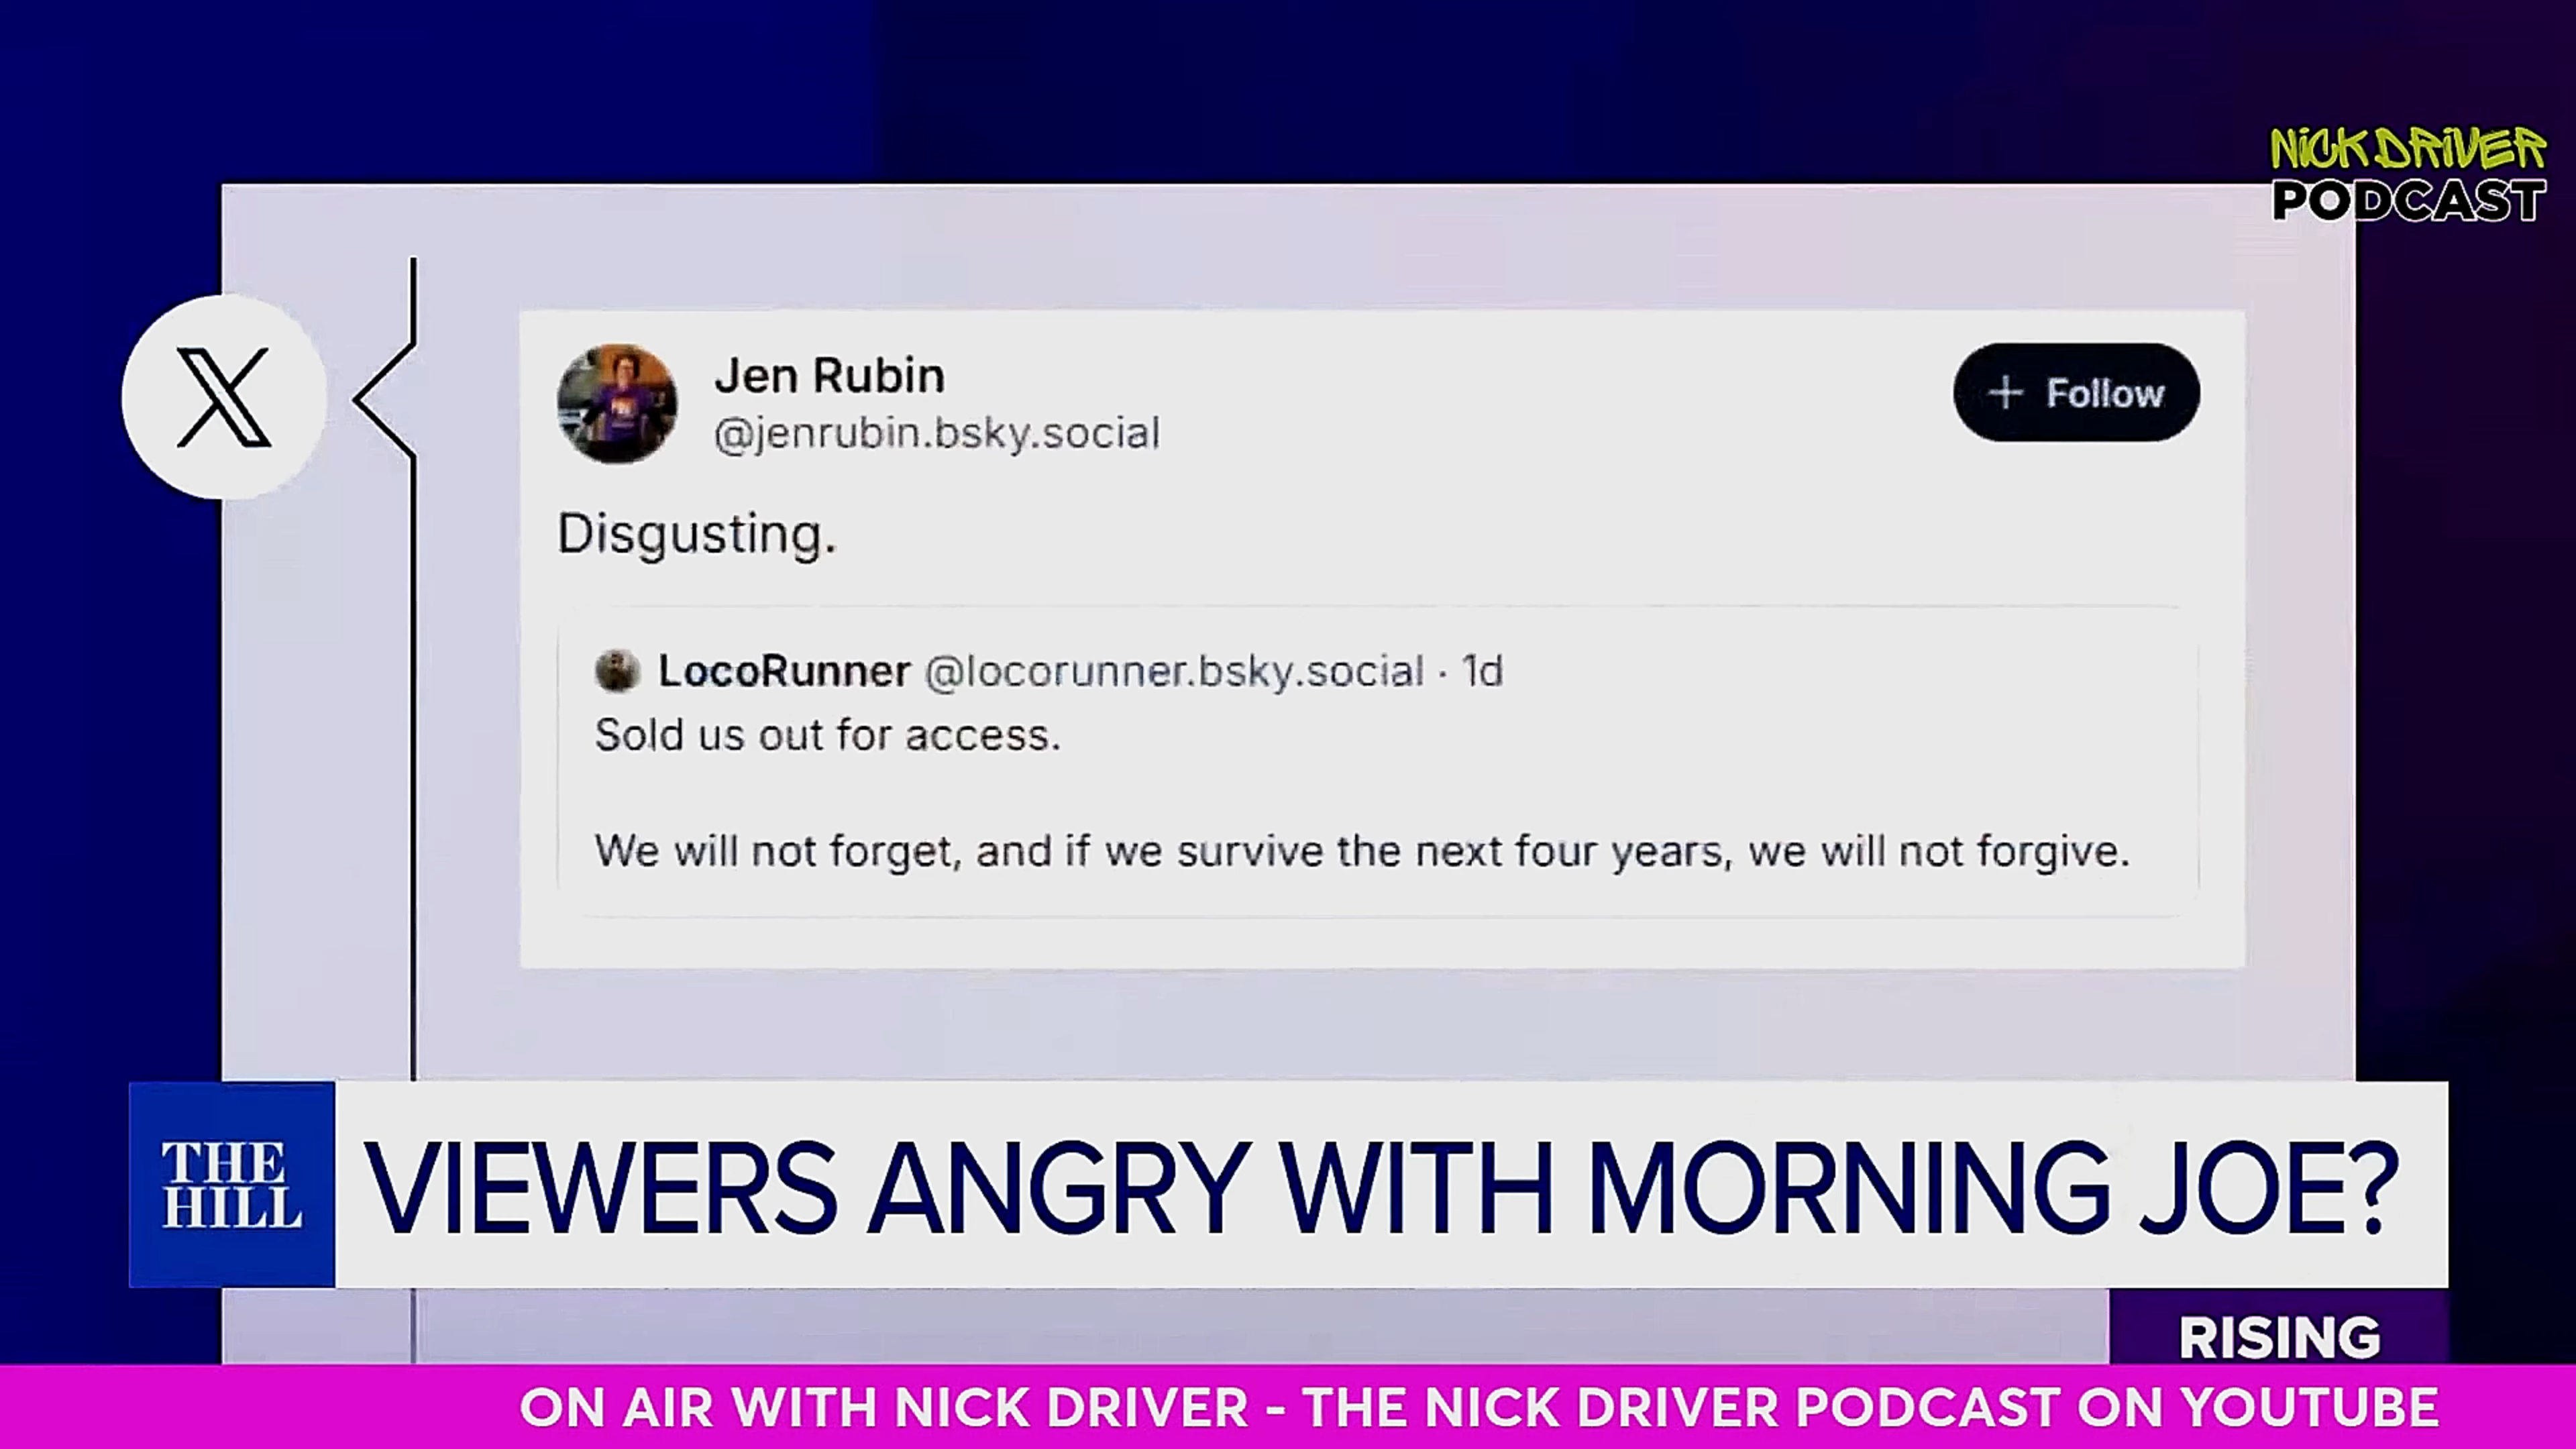 NICK DRIVER
PODCAST
X
Jen Rubin
@jenrubin.bsky.social
+ Follow
Disgusting.
LocoRunner @locorunner.bsky.social · 1d
Sold us out for access.
We will not forget, and if we survive the next four years, we will not forgive.
THE
HILL
VIEWERS ANGRY WITH MORNING JOE?
RISING
ON AIR WITH NICK DRIVER - THE NICK DRIVER PODCAST ON YOUTUBE